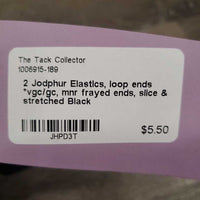 The Tack Collector
1006915-189
2 Jodphur Elastics, loop ends
*vgc/gc, mnr frayed ends, slice &
stretched Black
$5.50
JHPD3T